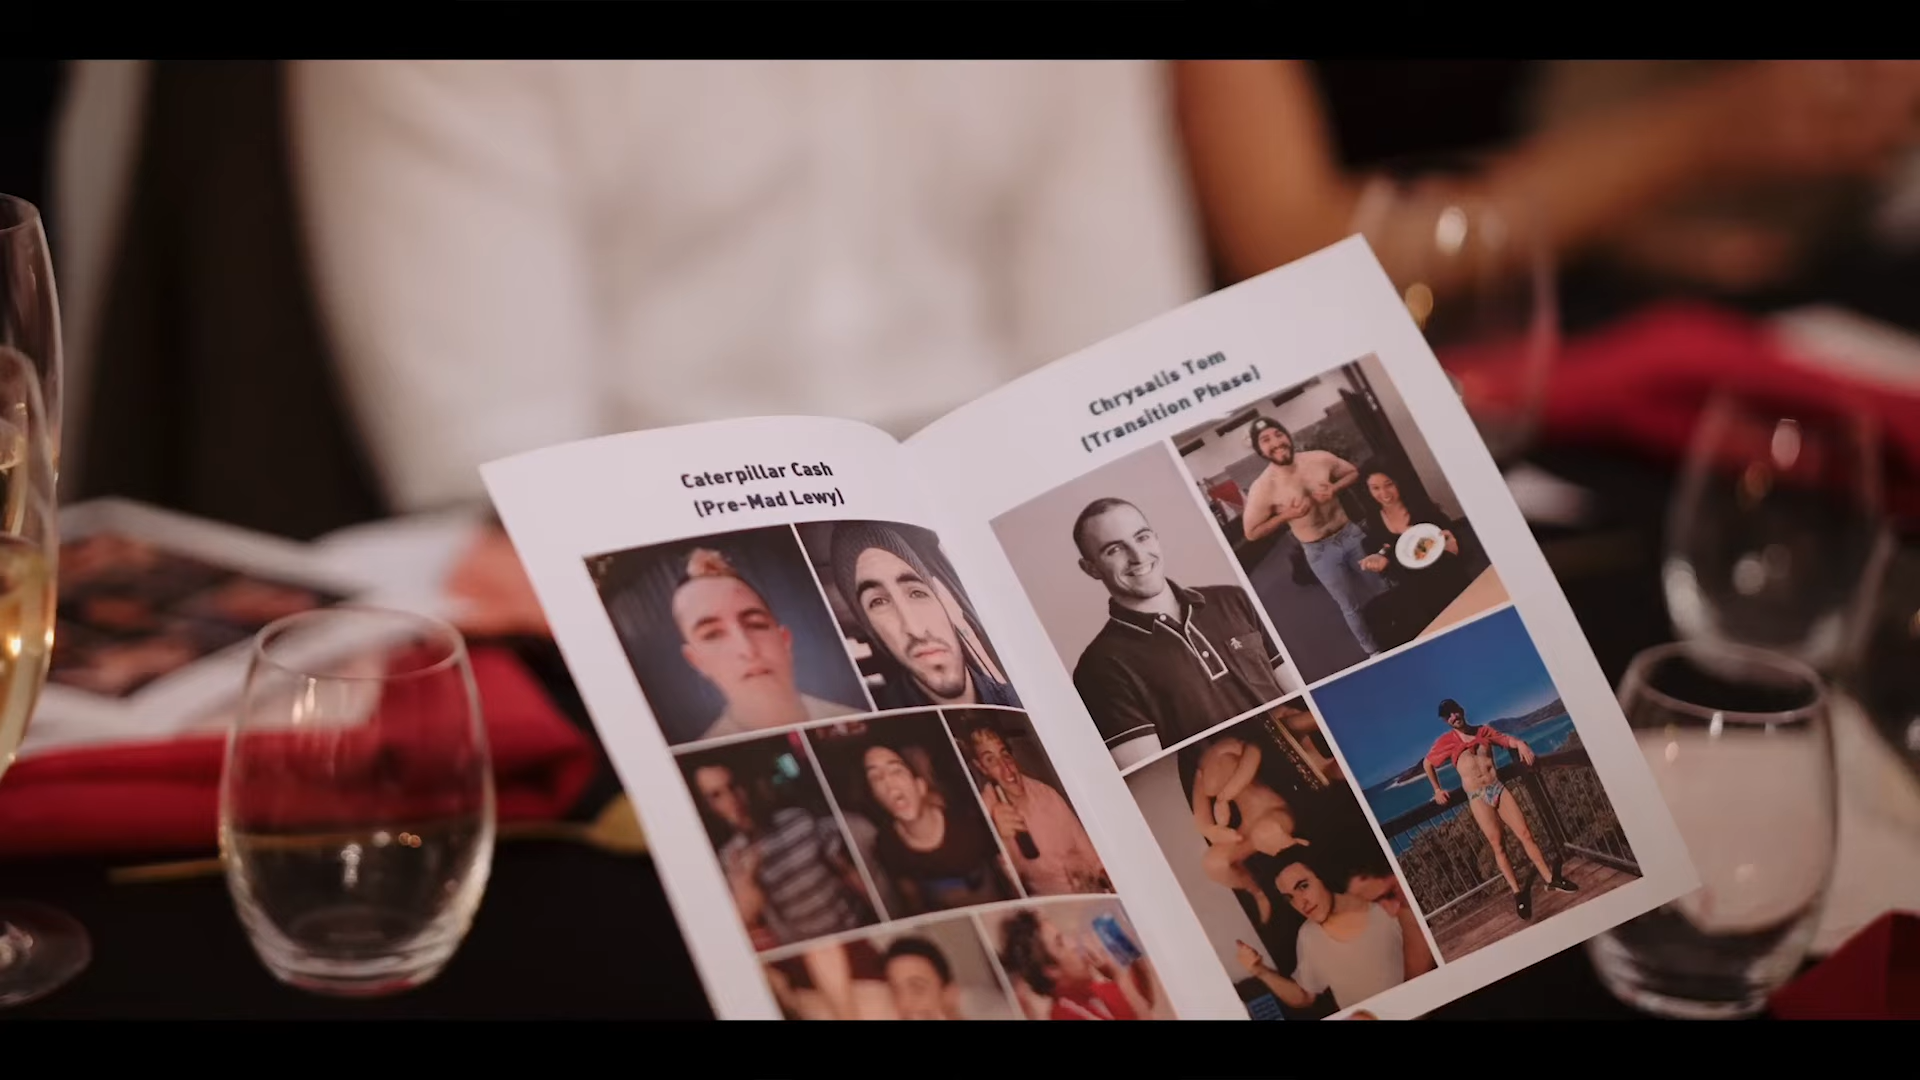 Caterpillar Cash
(Pre-Mad Lewy)
Chrysalis Tom
(Transition Phase)